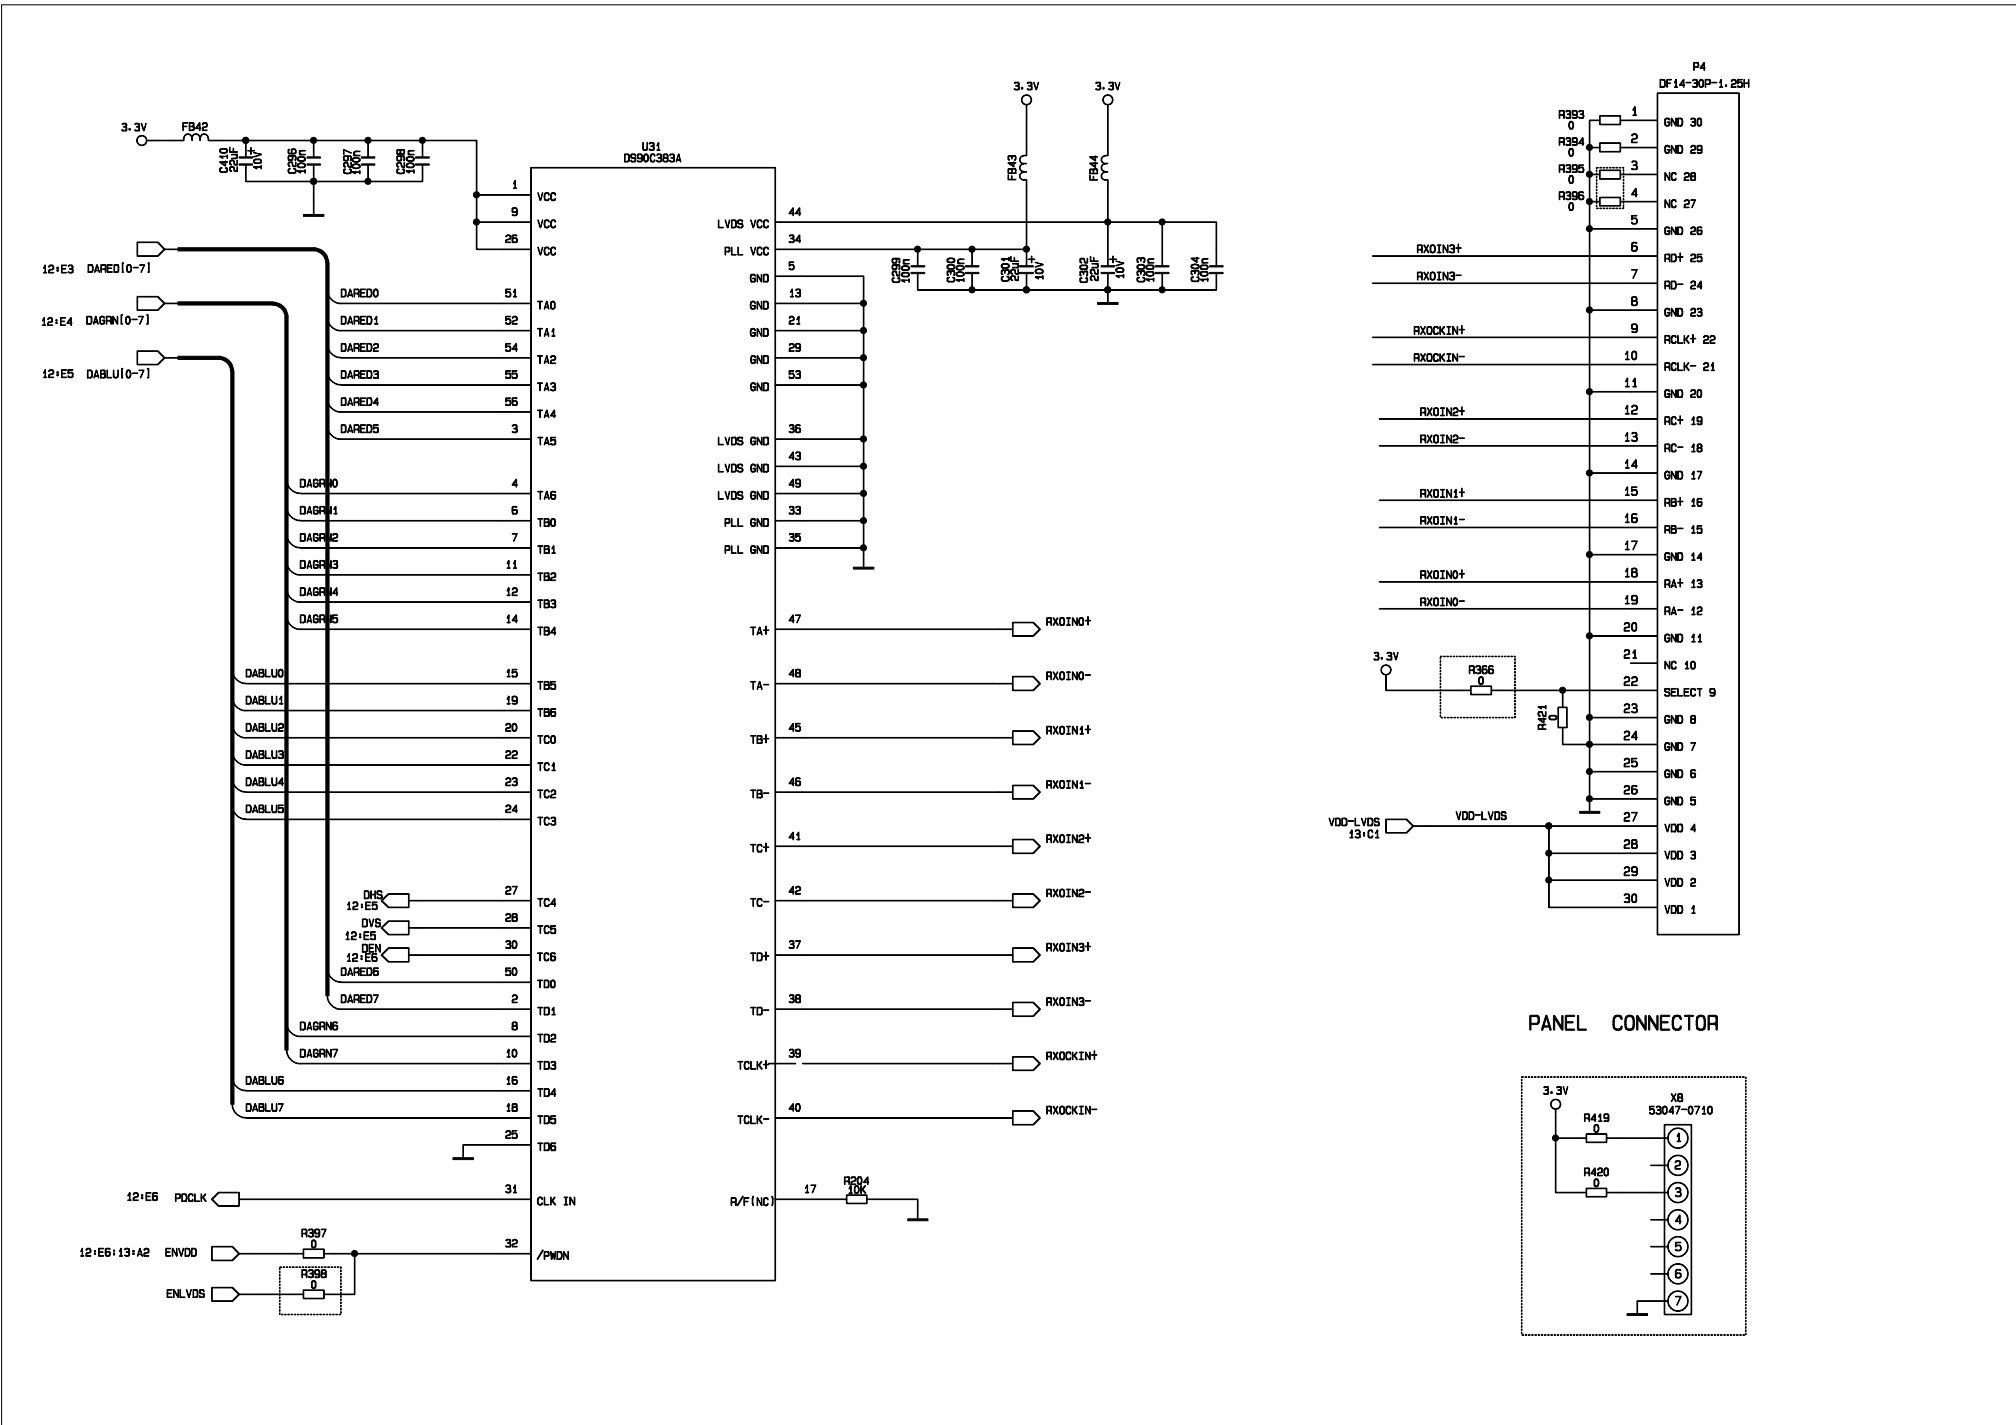 3.3V
FB42
C410
22uF
10V
C296
100n
C297
100n
C298
100n
12:E3 DARED[0-7]
12:E4 DAGRN[0-7]
12:E5 DABLU[0-7]
U31
DS90C383A
1 VCC
9 VCC
26 VCC
DARED0 51 TA0
DARED1 52 TA1
DARED2 54 TA2
DARED3 55 TA3
DARED4 56 TA4
DARED5 3 TA5
DAGRN0 4 TA6
DAGRN1 6 TB0
DAGRN2 7 TB1
DAGRN3 11 TB2
DAGRN4 12 TB3
DAGRN5 14 TB4
DABLU0 15 TB5
DABLU1 19 TB6
DABLU2 20 TC0
DABLU3 22 TC1
DABLU4 23 TC2
DABLU5 24 TC3
DHS
12:E5
27 TC4
DVS
12:E5
28 TC5
DEN
12:E6
30 TC6
DARED6 50 TD0
DARED7 2 TD1
DAGRN6 8 TD2
DAGRN7 10 TD3
DABLU6 16 TD4
DABLU7 18 TD5
25 TD6
12:E6 PDCLK 31 CLK IN
12:E6;13:A2 ENVDD
R397
0
32 /PWDN
ENLVDS
R398
0
LVDS VCC 44
PLL VCC 34
GND 5
GND 13
GND 21
GND 29
GND 53
LVDS GND 36
LVDS GND 43
LVDS GND 49
PLL GND 33
PLL GND 35
TA+ 47 RXOIN0+
TA- 48 RXOIN0-
TB+ 45 RXOIN1+
TB- 46 RXOIN1-
TC+ 41 RXOIN2+
TC- 42 RXOIN2-
TD+ 37 RXOIN3+
TD- 38 RXOIN3-
TCLK+ 39 RXOCKIN+
TCLK- 40 RXOCKIN-
R/F(NC) 17
R204
10K
3.3V
FB43
3.3V
FB44
C299
100n
C300
100n
C301
22uF
10V
C302
22uF
10V
C303
100n
C304
100n
P4
DF14-30P-1.25H
R393
0
1 GND 30
R394
0
2 GND 29
R395
0
3 NC 28
R396
0
4 NC 27
5 GND 26
RXOIN3+ 6 RD+ 25
RXOIN3- 7 RD- 24
8 GND 23
RXOCKIN+ 9 RCLK+ 22
RXOCKIN- 10 RCLK- 21
11 GND 20
RXOIN2+ 12 RC+ 19
RXOIN2- 13 RC- 18
14 GND 17
RXOIN1+ 15 RB+ 16
RXOIN1- 16 RB- 15
17 GND 14
RXOIN0+ 18 RA+ 13
RXOIN0- 19 RA- 12
20 GND 11
21 NC 10
3.3V
R366
0
22 SELECT 9
R421
0
23 GND 8
24 GND 7
25 GND 6
26 GND 5
VDD-LVDS
13:C1
VDD-LVDS
27 VDD 4
28 VDD 3
29 VDD 2
30 VDD 1
PANEL CONNECTOR
3.3V
X8
53047-0710
R419
0
R420
0
1
2
3
4
5
6
7